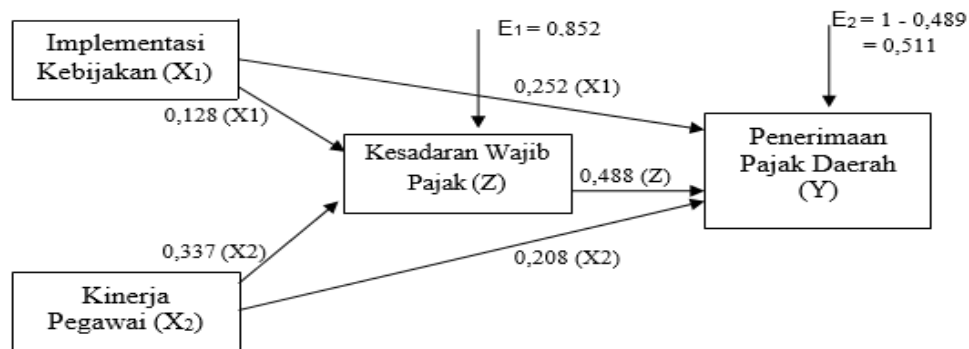 Implementasi
Kebijakan (X₁)
E₁ = 0,852
E₂ = 1 - 0,489
= 0,511
0,252 (X1)
0,128 (X1)
Kesadaran Wajib
Pajak (Z)
Penerimaan
Pajak Daerah
(Y)
0,488 (Z)
0,337 (X2)
0,208 (X2)
Kinerja
Pegawai (X₂)